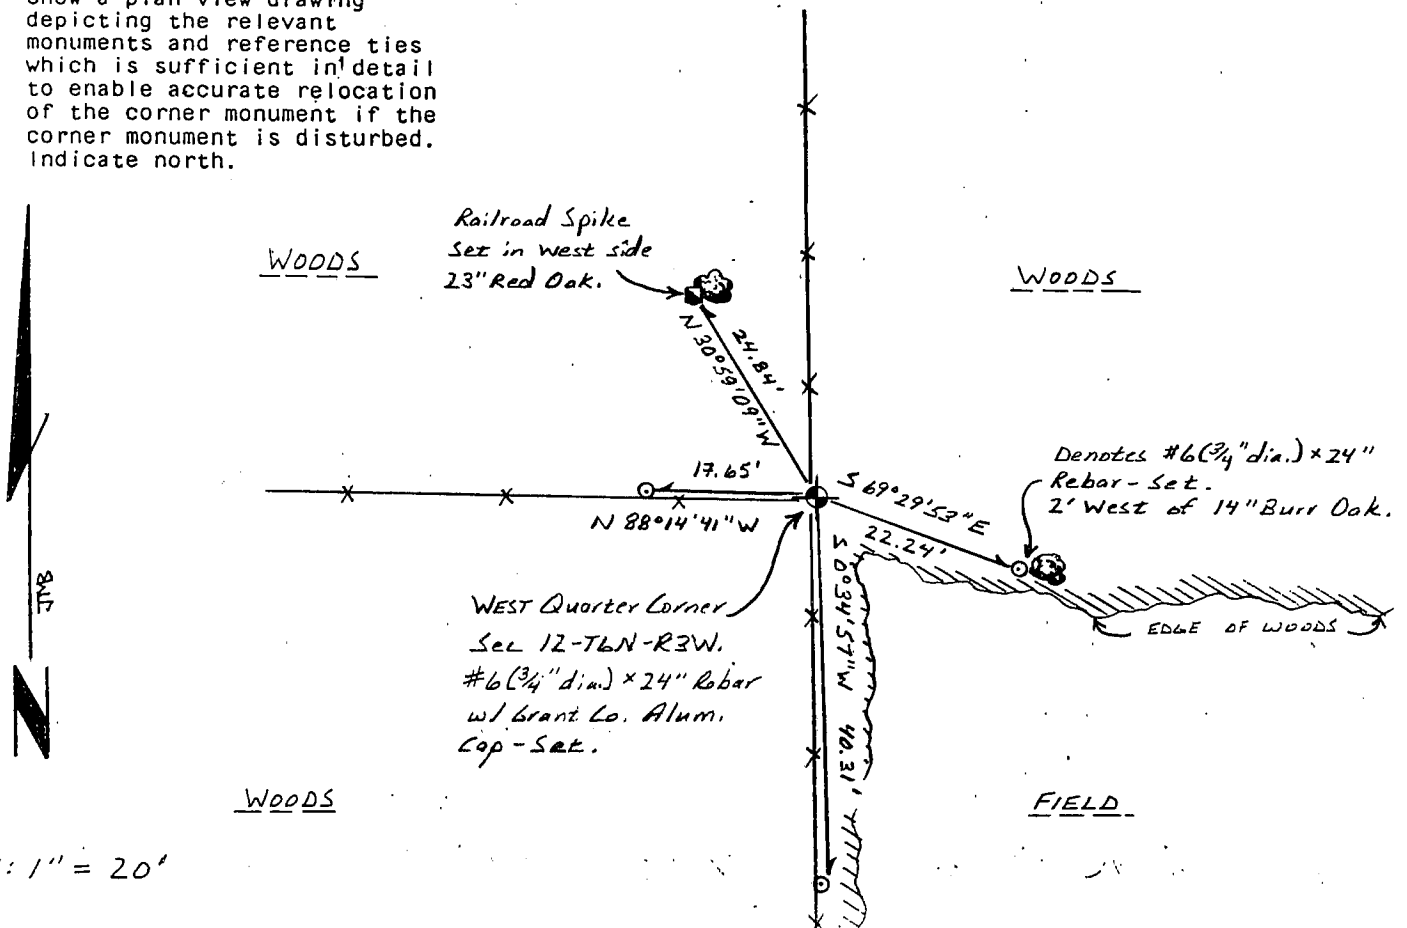 Show a plan view drawing
depicting the relevant
monuments and reference ties
which is sufficient in detail
to enable accurate relocation
of the corner monument if the
corner monument is disturbed.
Indicate north.
Railroad Spike
Set in west side
23" Red Oak.
WOODS
WOODS
24.84'
N 30°59'09" W
17.65'
N 88°14'41" W
S 69°29'53" E
22.24'
Denotes #6 (3/4" dia.) x 24"
Rebar - Set.
2' West of 14" Burr Oak.
EDGE OF WOODS
WEST Quarter Corner
Sec 12-T6N-R3W.
#6 (3/4" dia.) x 24" Rebar
w/ Grant Co. Alum.
Cap - Set.
S 0°34'57" W 40.31'
JMB
N
WOODS
FIELD
: 1" = 20'